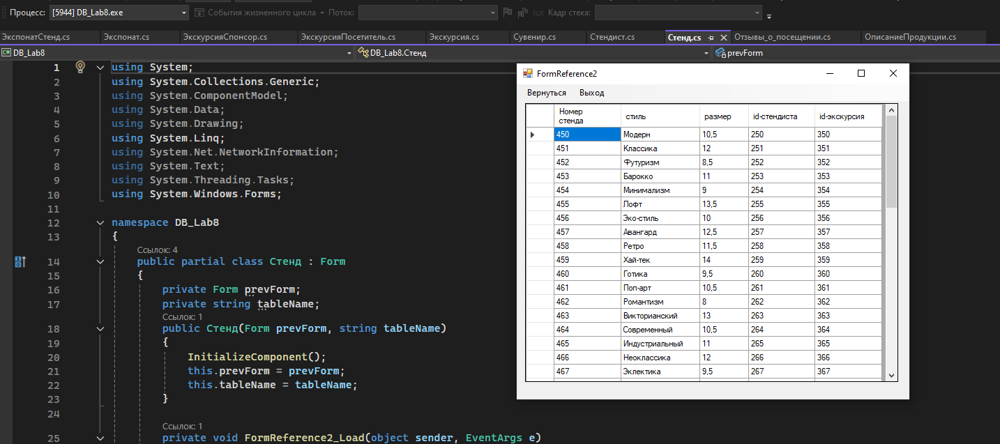 Процесс: [5944] DB_Lab8.exe События жизненного цикла Поток: Кадр стека:
ЭкспонатСтенд.cs Экспонат.cs ЭкскурсияСпонсор.cs ЭкскурсияПосетитель.cs Экскурсия.cs Сувенир.cs Стендист.cs Стенд.cs Отзывы_о_посещении.cs ОписаниеПродукции.cs
C# DB_Lab8 DB_Lab8.Стенд prevForm
1 using System;
2 using System.Collections.Generic;
3 using System.ComponentModel;
4 using System.Data;
5 using System.Drawing;
6 using System.Linq;
7 using System.Net.NetworkInformation;
8 using System.Text;
9 using System.Threading.Tasks;
10 using System.Windows.Forms;
11
12 namespace DB_Lab8
13 {
Ссылок: 4
14 public partial class Стенд : Form
15 {
16 private Form prevForm;
17 private string tableName;
Ссылок: 1
18 public Стенд(Form prevForm, string tableName)
19 {
20 InitializeComponent();
21 this.prevForm = prevForm;
22 this.tableName = tableName;
23 }
24
Ссылок: 1
25 private void FormReference2_Load(object sender, EventArgs e)
FormReference2
Вернуться Выход
Номер
стенда стиль размер id-стендиста id-экскурсия
450 Модерн 10,5 250 350
451 Классика 12 251 351
452 Футуризм 8,5 252 352
453 Барокко 11 253 353
454 Минимализм 9 254 354
455 Лофт 13,5 255 355
456 Эко-стиль 10 256 356
457 Авангард 12,5 257 357
458 Ретро 11,5 258 358
459 Хай-тек 14 259 359
460 Готика 9,5 260 360
461 Поп-арт 10,5 261 361
462 Романтизм 8 262 362
463 Викторианский 13 263 363
464 Современный 10,5 264 364
465 Индустриальный 11 265 365
466 Неоклассика 12 266 366
467 Эклектика 9,5 267 367